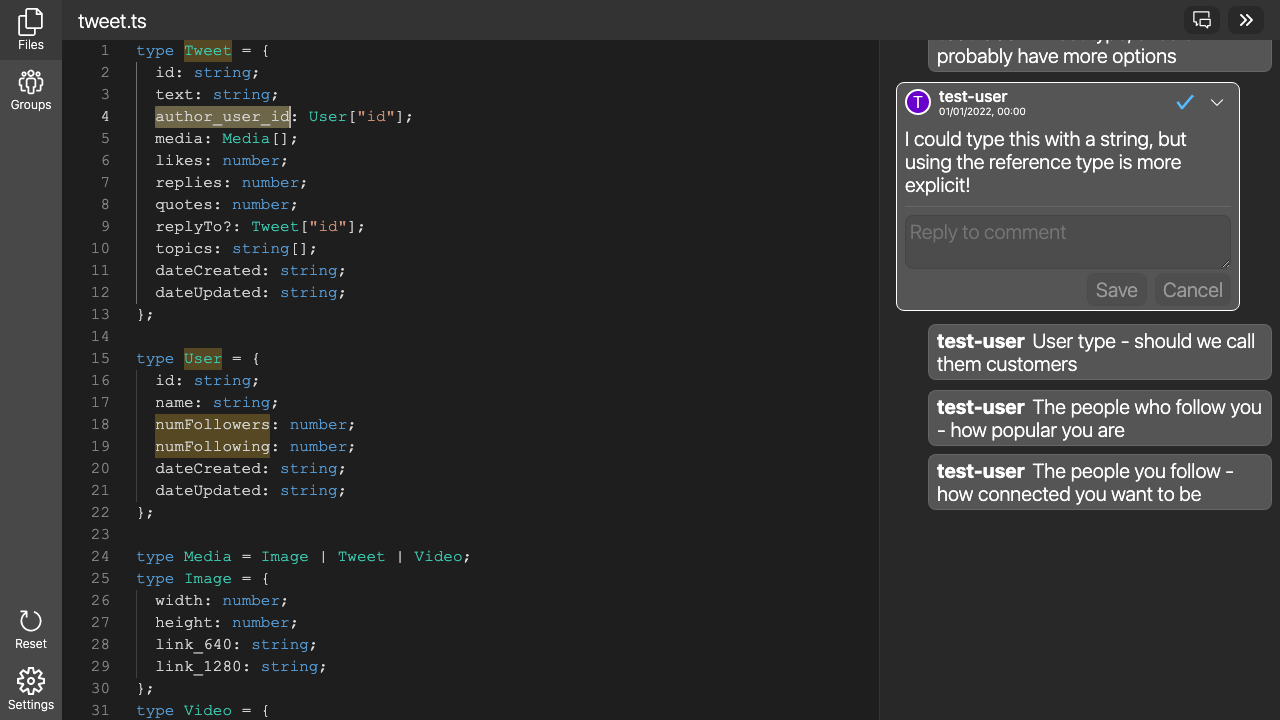 Files
Groups
Reset
Settings
tweet.ts
1 type Tweet = {
2 id: string;
3 text: string;
4 author_user_id: User["id"];
5 media: Media[];
6 likes: number;
7 replies: number;
8 quotes: number;
9 replyTo?: Tweet["id"];
10 topics: string[];
11 dateCreated: string;
12 dateUpdated: string;
13 };
14
15 type User = {
16 id: string;
17 name: string;
18 numFollowers: number;
19 numFollowing: number;
20 dateCreated: string;
21 dateUpdated: string;
22 };
23
24 type Media = Image | Tweet | Video;
25 type Image = {
26 width: number;
27 height: number;
28 link_640: string;
29 link_1280: string;
30 };
31 type Video = {
probably have more options
T
test-user
01/01/2022, 00:00
I could type this with a string, but
using the reference type is more
explicit!
Reply to comment
Save
Cancel
test-user User type - should we call
them customers
test-user The people who follow you
- how popular you are
test-user The people you follow -
how connected you want to be